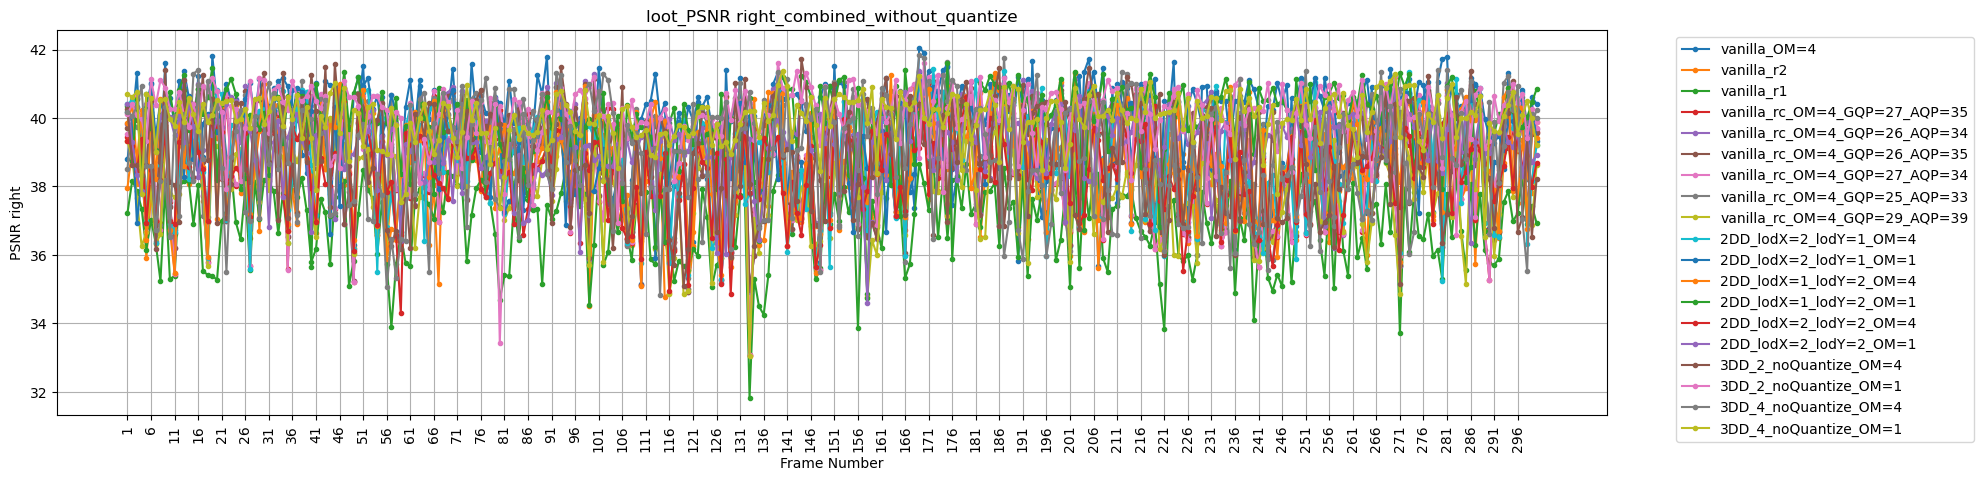 loot_PSNR right_combined_without_quantize
PSNR right
42
40
38
36
34
32
1 6 11 16 21 26 31 36 41 46 51 56 61 66 71 76 81 86 91 96 101 106 111 116 121 126 131 136 141 146 151 156 161 166 171 176 181 186 191 196 201 206 211 216 221 226 231 236 241 246 251 256 261 266 271 276 281 286 291 296
Frame Number
vanilla_OM=4
vanilla_r2
vanilla_r1
vanilla_rc_OM=4_GQP=27_AQP=35
vanilla_rc_OM=4_GQP=26_AQP=34
vanilla_rc_OM=4_GQP=26_AQP=35
vanilla_rc_OM=4_GQP=27_AQP=34
vanilla_rc_OM=4_GQP=25_AQP=33
vanilla_rc_OM=4_GQP=29_AQP=39
2DD_lodX=2_lodY=1_OM=4
2DD_lodX=2_lodY=1_OM=1
2DD_lodX=1_lodY=2_OM=4
2DD_lodX=1_lodY=2_OM=1
2DD_lodX=2_lodY=2_OM=4
2DD_lodX=2_lodY=2_OM=1
3DD_2_noQuantize_OM=4
3DD_2_noQuantize_OM=1
3DD_4_noQuantize_OM=4
3DD_4_noQuantize_OM=1